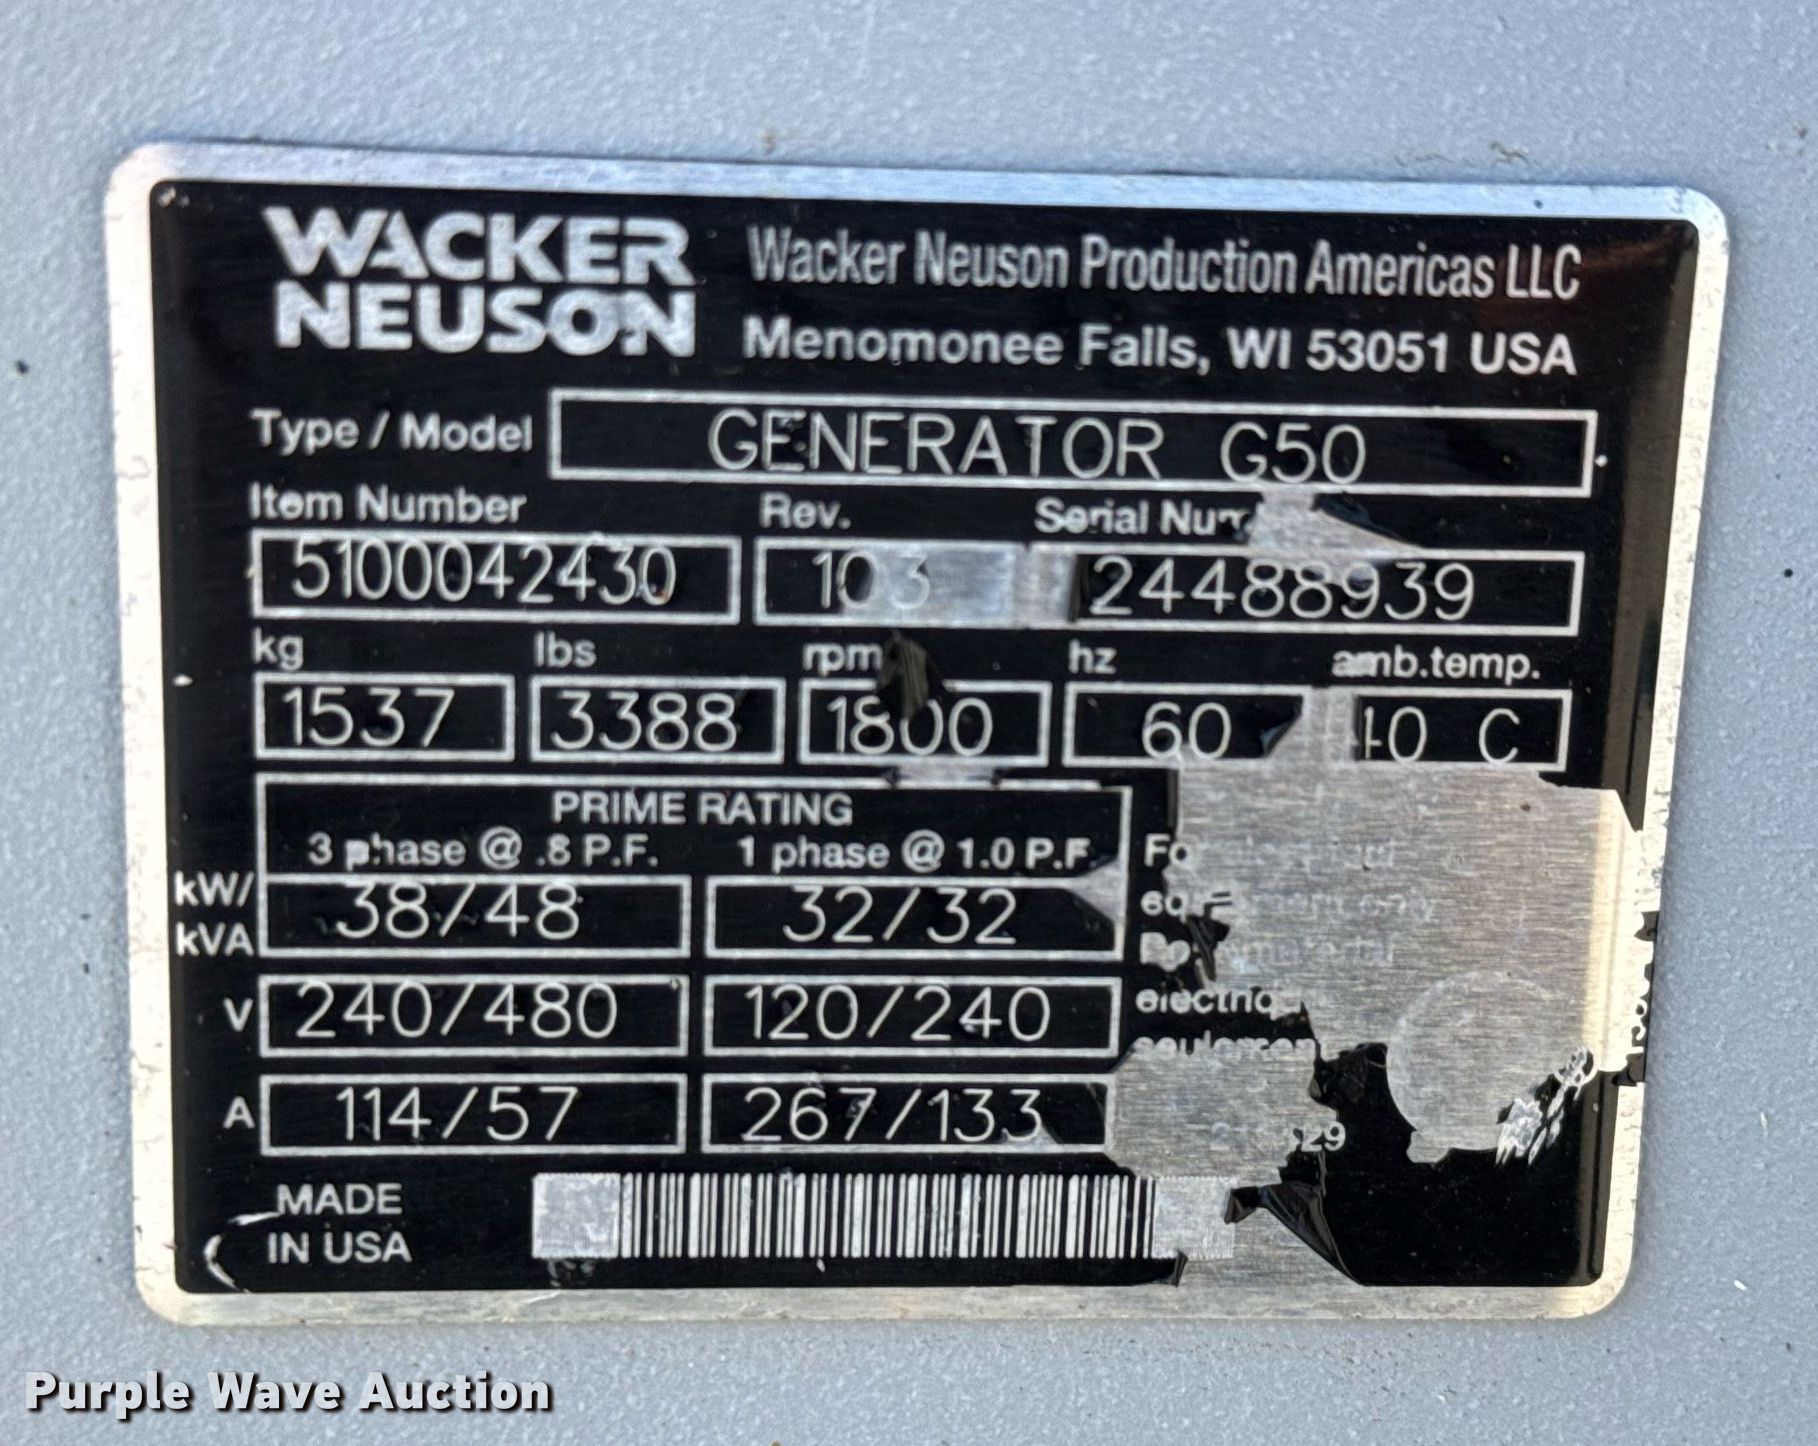 WACKER
NEUSON
Wacker Neuson Production Americas LLC
Menomonee Falls, WI 53051 USA
Type / Model GENERATOR G50
Item Number Rev. Serial
5100042430 103 24488939
kg lbs rpm hz amb.temp.
1537 3388 1800 60 C
PRIME RATING
3 phase @ .8 P.F. 1 phase @ 1.0 P.F.
kW/
kVA 38/48 32/32
V 240/480 120/240
A 114/57 267/133
MADE
IN USA
Purple Wave Auction